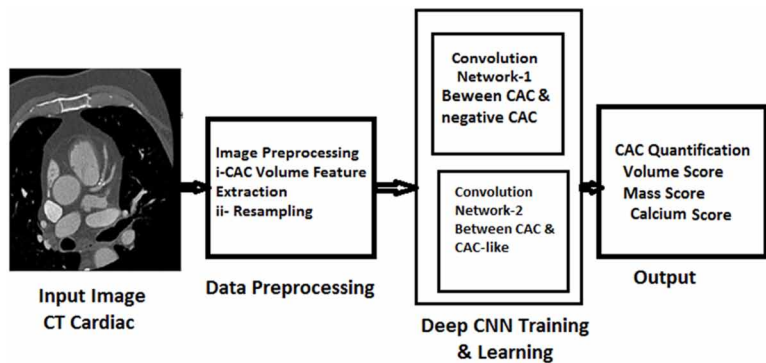 Input Image
CT Cardiac
Image Preprocessing
i-CAC Volume Feature
Extraction
ii- Resampling
Data Preprocessing
Convolution
Network-1
Beween CAC &
negative CAC
Convolution
Network-2
Between CAC &
CAC-like
Deep CNN Training
& Learning
CAC Quantification
Volume Score
Mass Score
Calcium Score
Output